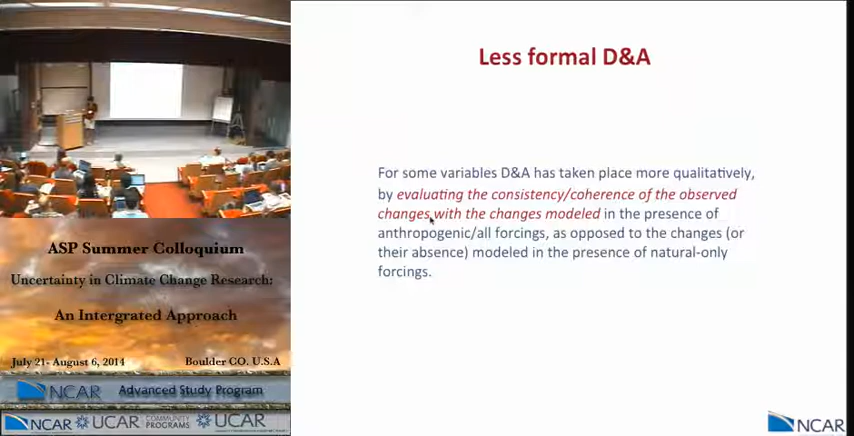 Less formal D&A
For some variables D&A has taken place more qualitatively,
by evaluating the consistency/coherence of the observed
changes with the changes modeled in the presence of
anthropogenic/all forcings, as opposed to the changes (or
their absence) modeled in the presence of natural-only
forcings.
ASP Summer Colloquium
Uncertainty in Climate Change Research:
An Intergrated Approach
July 21- August 6, 2014 Boulder CO. U.S.A
NCAR Advanced Study Program
NCAR UCAR COMMUNITY PROGRAMS UCAR
NCAR